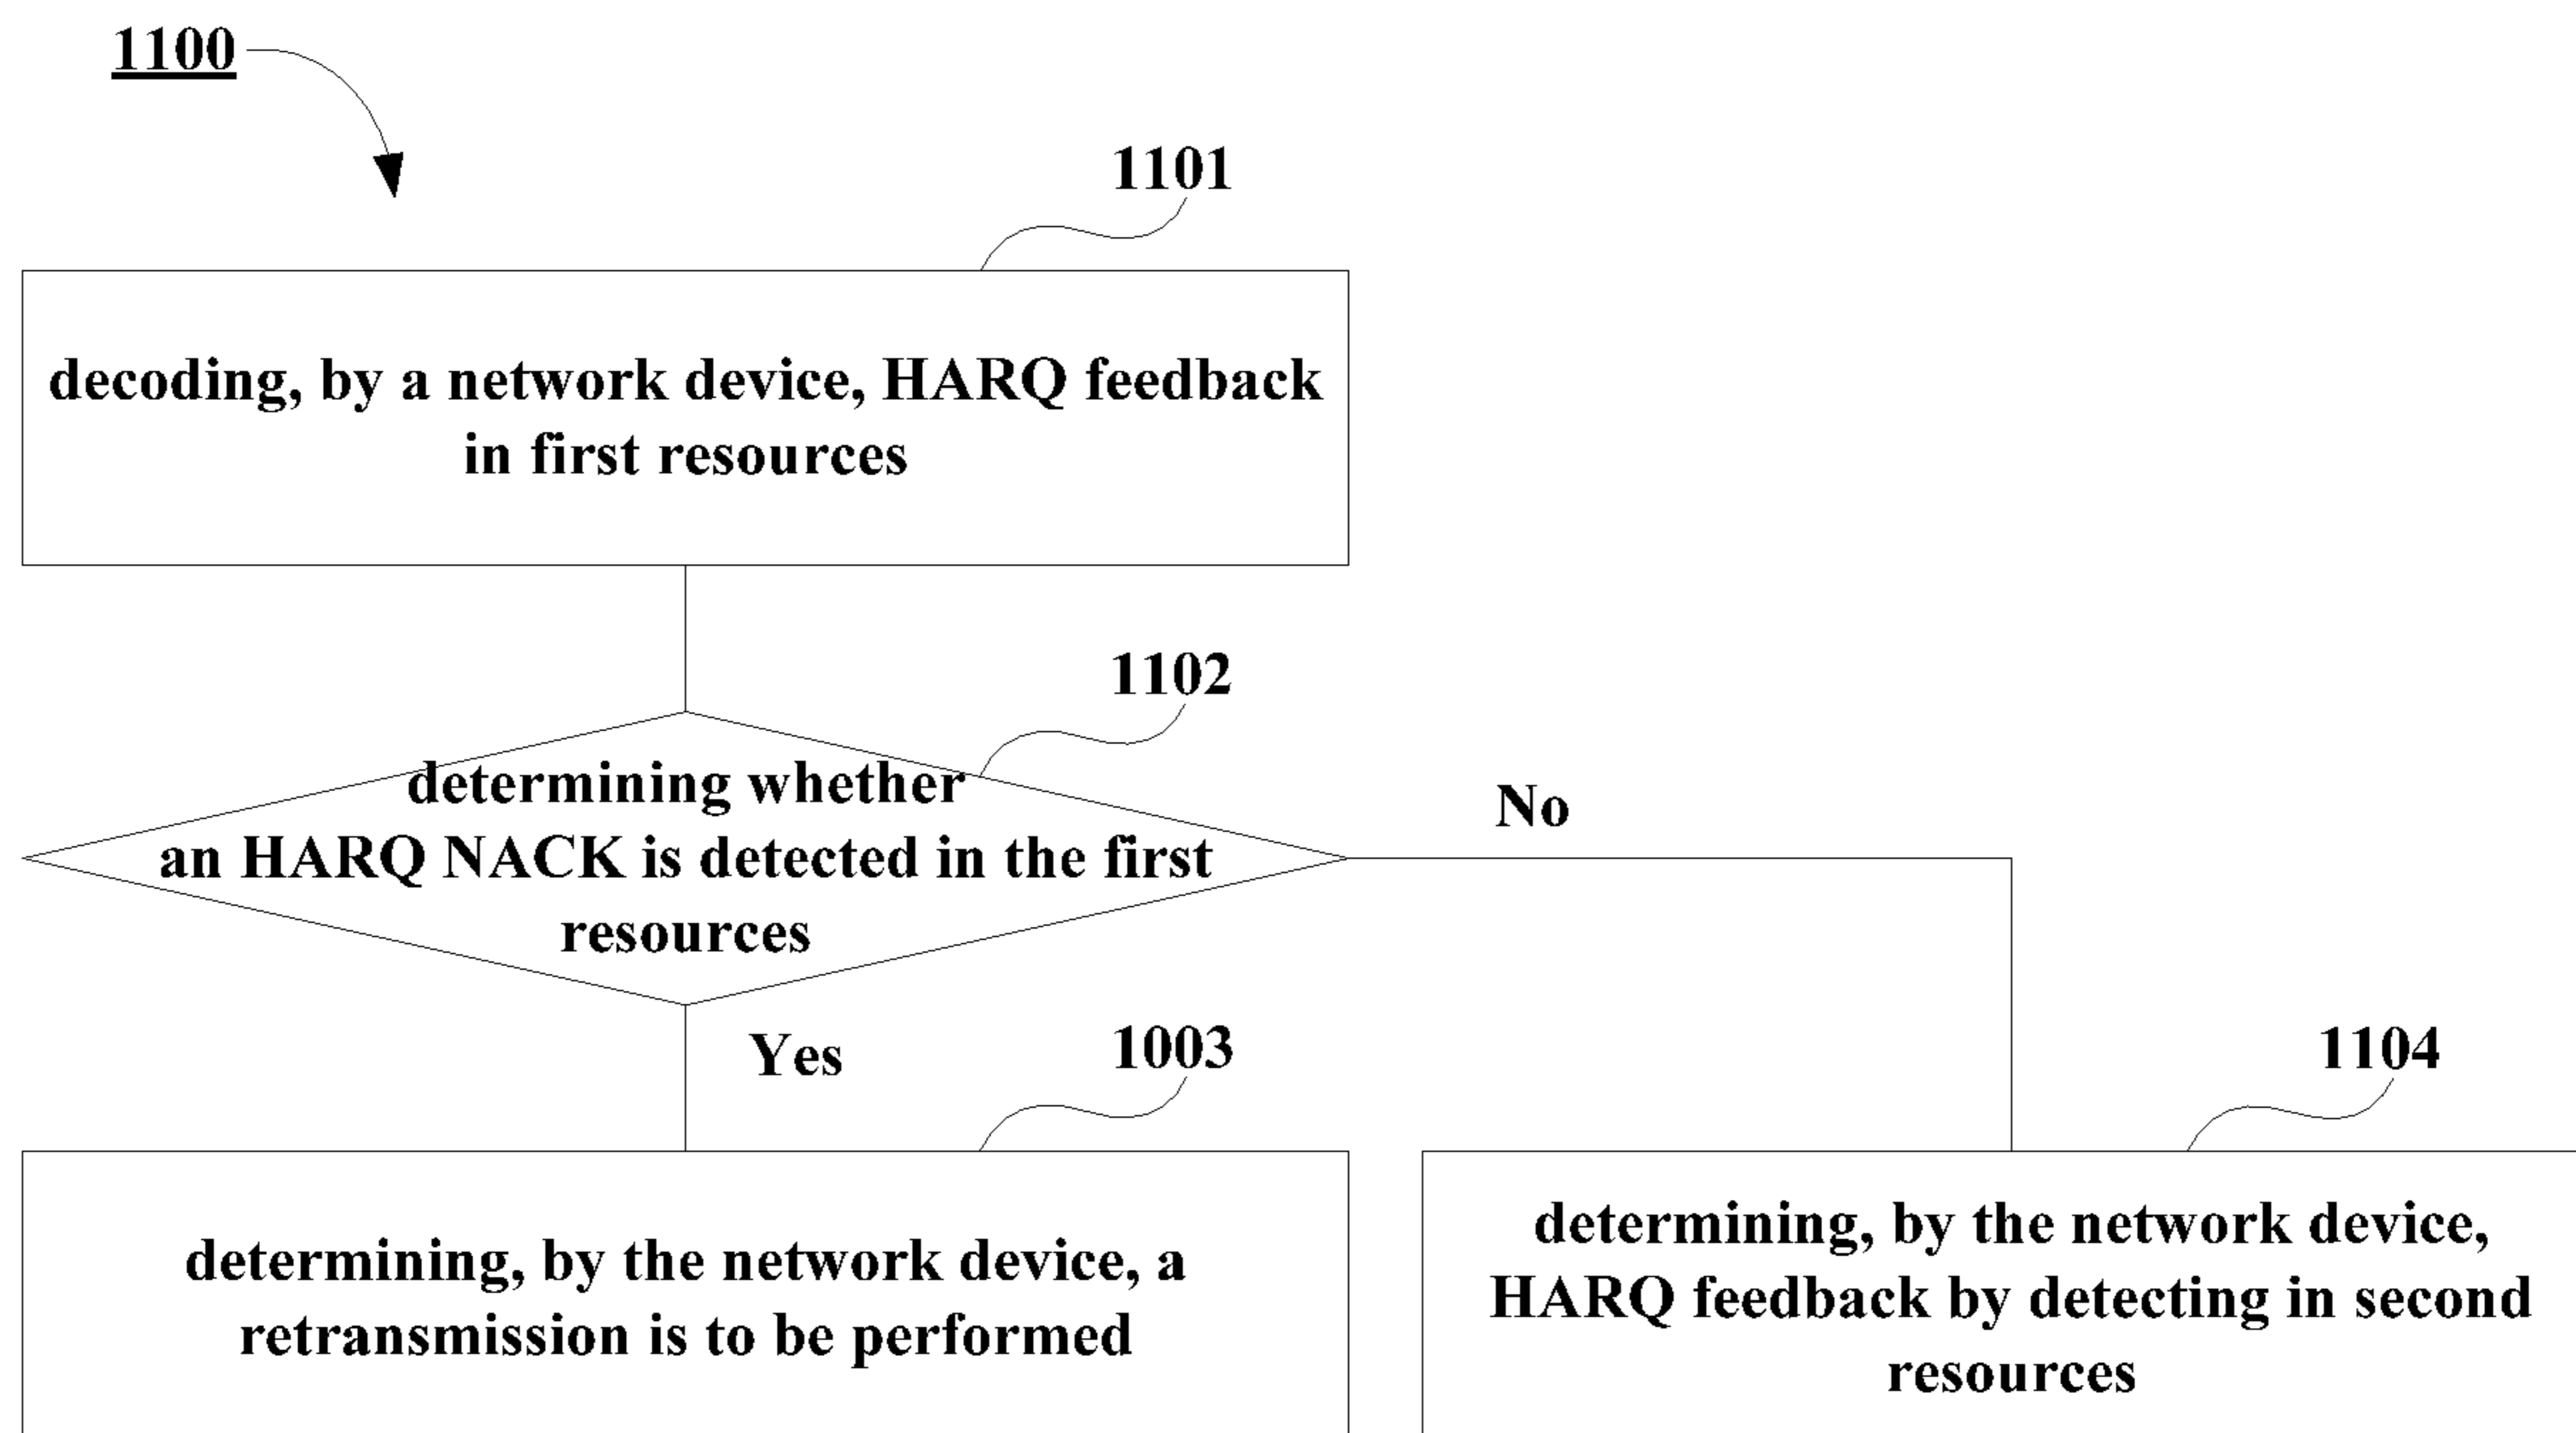 1100
1101
decoding, by a network device, HARQ feedback
in first resources
1102
determining whether
an HARQ NACK is detected in the first
resources
No
Yes
1003
1104
determining, by the network device, a
retransmission is to be performed
determining, by the network device,
HARQ feedback by detecting in second
resources